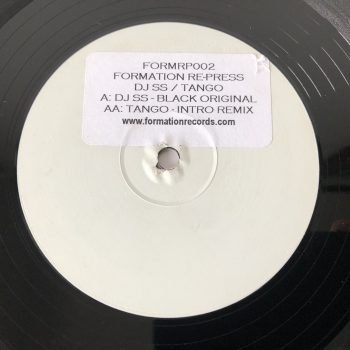 FORMRP002
FORMATION RE-PRESS
DJ SS / TANGO
A: DJ SS - BLACK ORIGINAL
AA: TANGO - INTRO REMIX
www.formationrecords.com